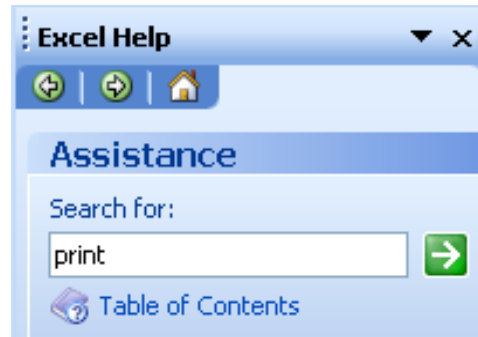 Excel Help
Assistance
Search for:
print
Table of Contents